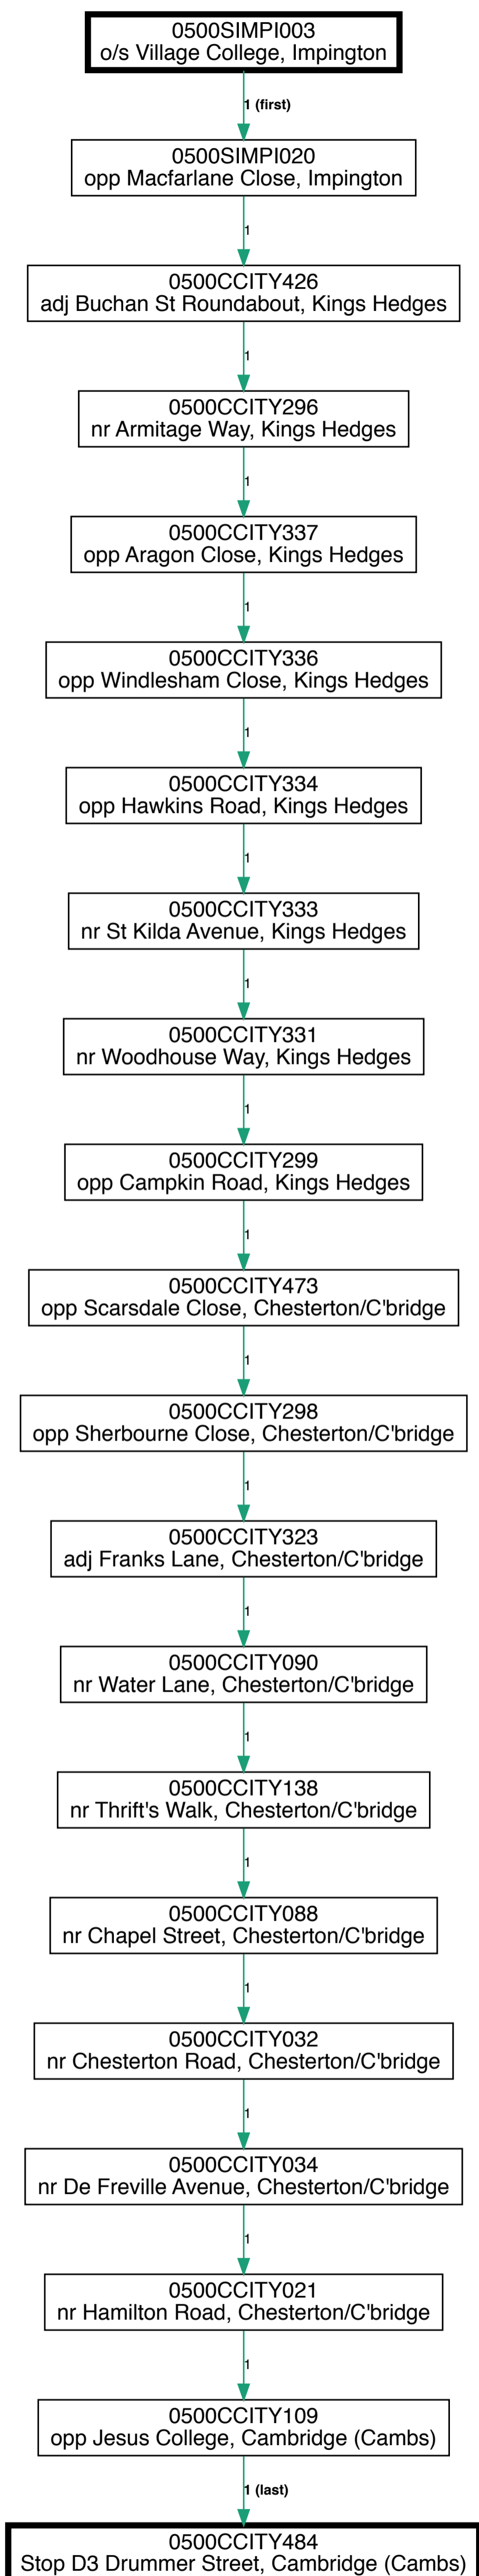 0500SIMPI003
o/s Village College, Impington
1 (first)
0500SIMPI020
opp Macfarlane Close, Impington
1
0500CCITY426
adj Buchan St Roundabout, Kings Hedges
1
0500CCITY296
nr Armitage Way, Kings Hedges
1
0500CCITY337
opp Aragon Close, Kings Hedges
1
0500CCITY336
opp Windlesham Close, Kings Hedges
1
0500CCITY334
opp Hawkins Road, Kings Hedges
1
0500CCITY333
nr St Kilda Avenue, Kings Hedges
1
0500CCITY331
nr Woodhouse Way, Kings Hedges
1
0500CCITY299
opp Campkin Road, Kings Hedges
1
0500CCITY473
opp Scarsdale Close, Chesterton/C'bridge
1
0500CCITY298
opp Sherbourne Close, Chesterton/C'bridge
1
0500CCITY323
adj Franks Lane, Chesterton/C'bridge
1
0500CCITY090
nr Water Lane, Chesterton/C'bridge
1
0500CCITY138
nr Thrift's Walk, Chesterton/C'bridge
1
0500CCITY088
nr Chapel Street, Chesterton/C'bridge
1
0500CCITY032
nr Chesterton Road, Chesterton/C'bridge
1
0500CCITY034
nr De Freville Avenue, Chesterton/C'bridge
1
0500CCITY021
nr Hamilton Road, Chesterton/C'bridge
1
0500CCITY109
opp Jesus College, Cambridge (Cambs)
1 (last)
0500CCITY484
Stop D3 Drummer Street, Cambridge (Cambs)